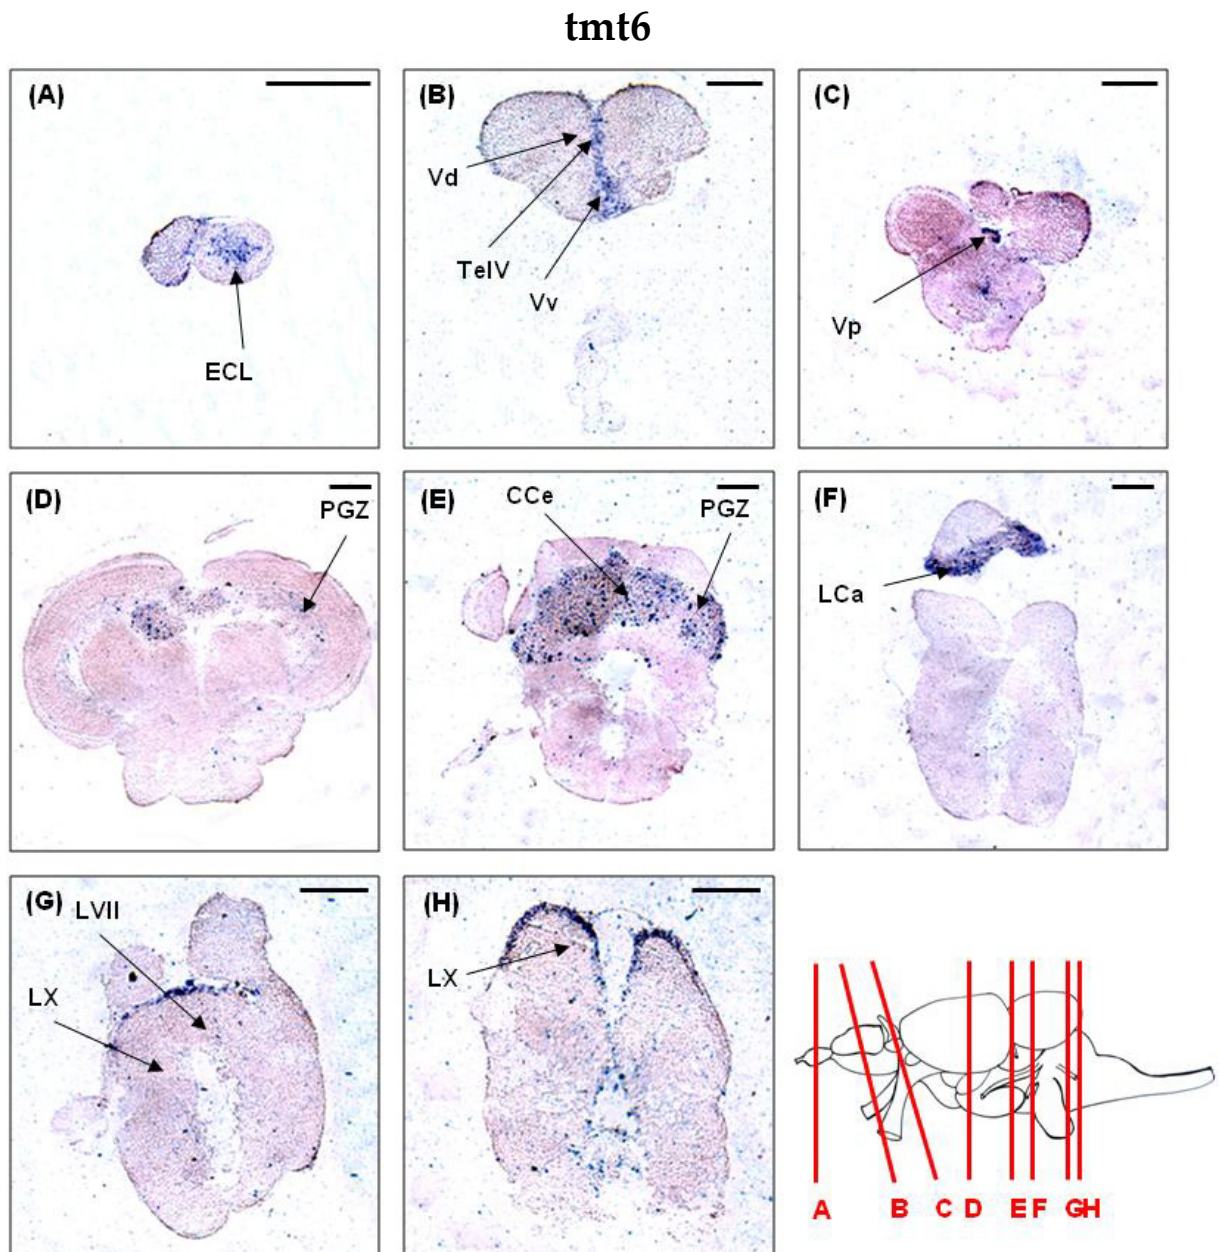 tmt6
(A)
ECL
(B)
Vd
TelV
Vv
(C)
Vp
(D)
PGZ
(E)
CCe
PGZ
(F)
LCa
(G)
LVII
LX
(H)
LX
A B C D E F G H